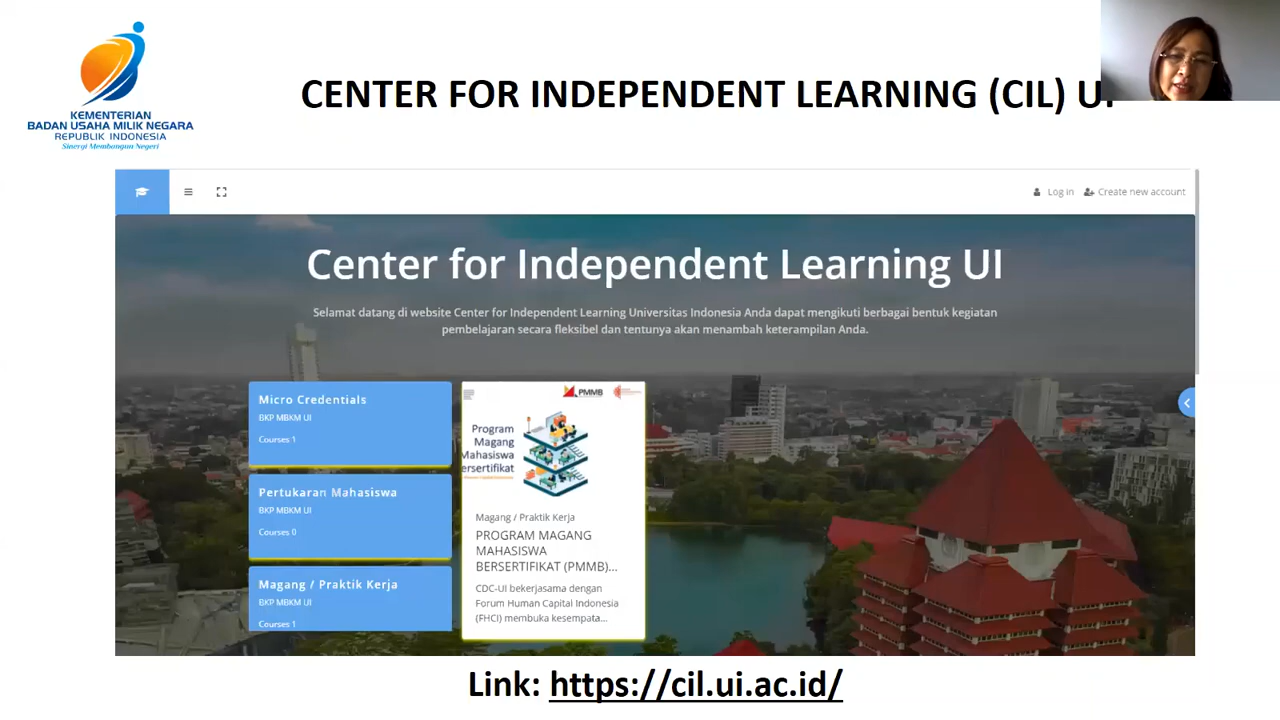 KEMENTERIAN
BADAN USAHA MILIK NEGARA
REPUBLIK INDONESIA
Sinergi Membangun Negeri
CENTER FOR INDEPENDENT LEARNING (CIL) UI
Log in
Create new account
Center for Independent Learning UI
Selamat datang di website Center for Independent Learning Universitas Indonesia Anda dapat mengikuti berbagai bentuk kegiatan
pembelajaran secara fleksibel dan tentunya akan menambah keterampilan Anda.
Micro Credentials
BKP MBKM UI
Courses 1
Pertukaran Mahasiswa
BKP MBKM UI
Courses 0
Magang / Praktik Kerja
BKP MBKM UI
Courses 1
PMMB
Program
Magang
Mahasiswa
ersertifikat
Magang / Praktik Kerja
PROGRAM MAGANG
MAHASISWA
BERSERTIFIKAT (PMMB)...
CDC-UI bekerjasama dengan
Forum Human Capital Indonesia
(FHCI) membuka kesempata...
Link: https://cil.ui.ac.id/